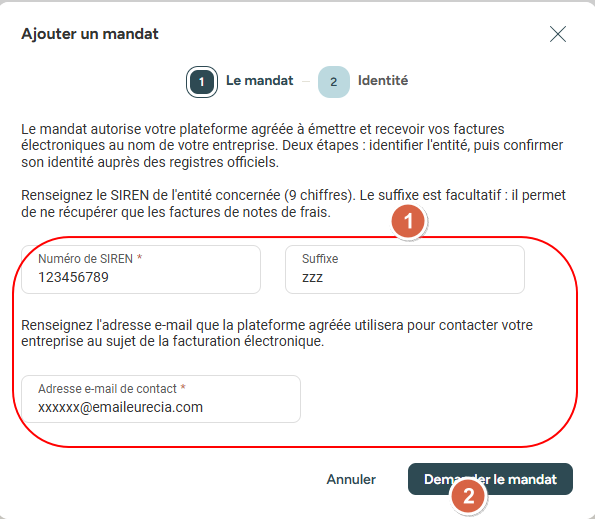 Ajouter un mandat
1 Le mandat 2 Identité
Le mandat autorise votre plateforme agréée à émettre et recevoir vos factures
électroniques au nom de votre entreprise. Deux étapes : identifier l'entité, puis confirmer
son identité auprès des registres officiels.
Renseignez le SIREN de l'entité concernée (9 chiffres). Le suffixe est facultatif : il permet
de ne récupérer que les factures de notes de frais.
1
Numéro de SIREN * Suffixe
123456789 zzz
Renseignez l'adresse e-mail que la plateforme agréée utilisera pour contacter votre
entreprise au sujet de la facturation électronique.
Adresse e-mail de contact *
xxxxxx@emaileurecia.com
Annuler Demander le mandat
2